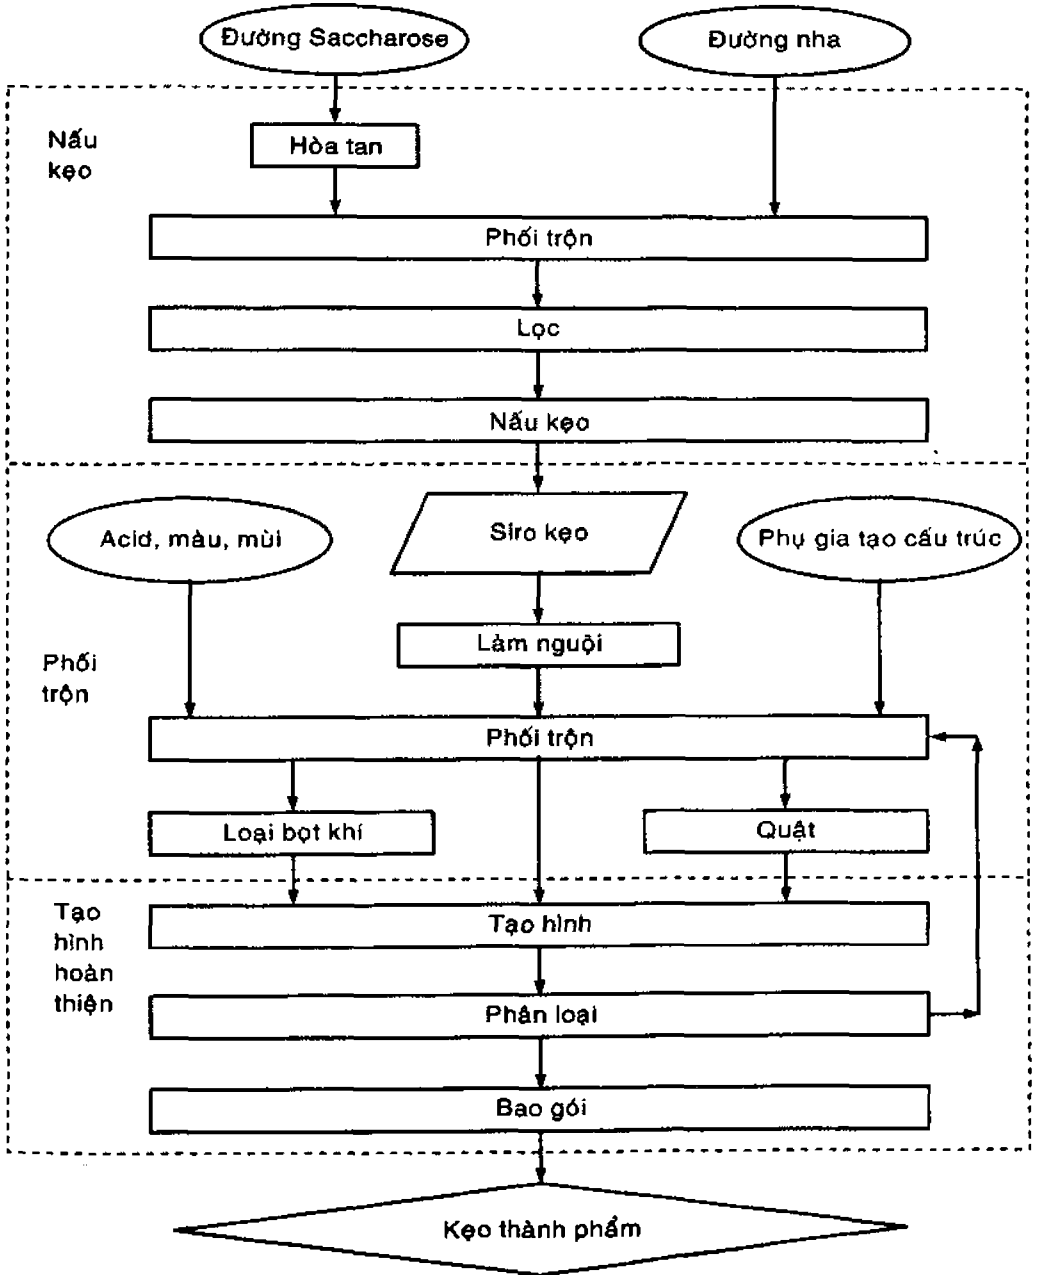 Đường Saccharose
Đường nha
Nấu
kẹo
Hòa tan
Phối trộn
Lọc
Nấu kẹo
Acid, màu, mùi
Siro kẹo
Phụ gia tạo cấu trúc
Làm nguội
Phối
trộn
Phối trộn
Loại bọt khí
Quật
Tạo
hình
hoàn
thiện
Tạo hình
Phân loại
Bao gói
Kẹo thành phẩm